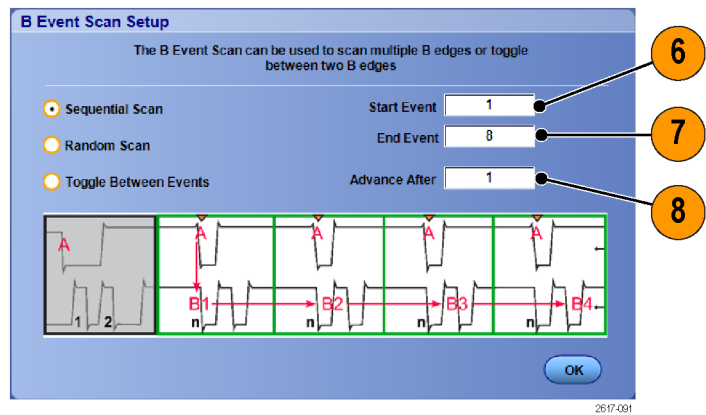 B Event Scan Setup
The B Event Scan can be used to scan multiple B edges or toggle
between two B edges
Sequential Scan
Start Event 1
6
Random Scan
End Event 8
7
Toggle Between Events
Advance After 1
8
A A A A A
B1 B2 B3 B4
1 2 n n n n
OK
2617-091